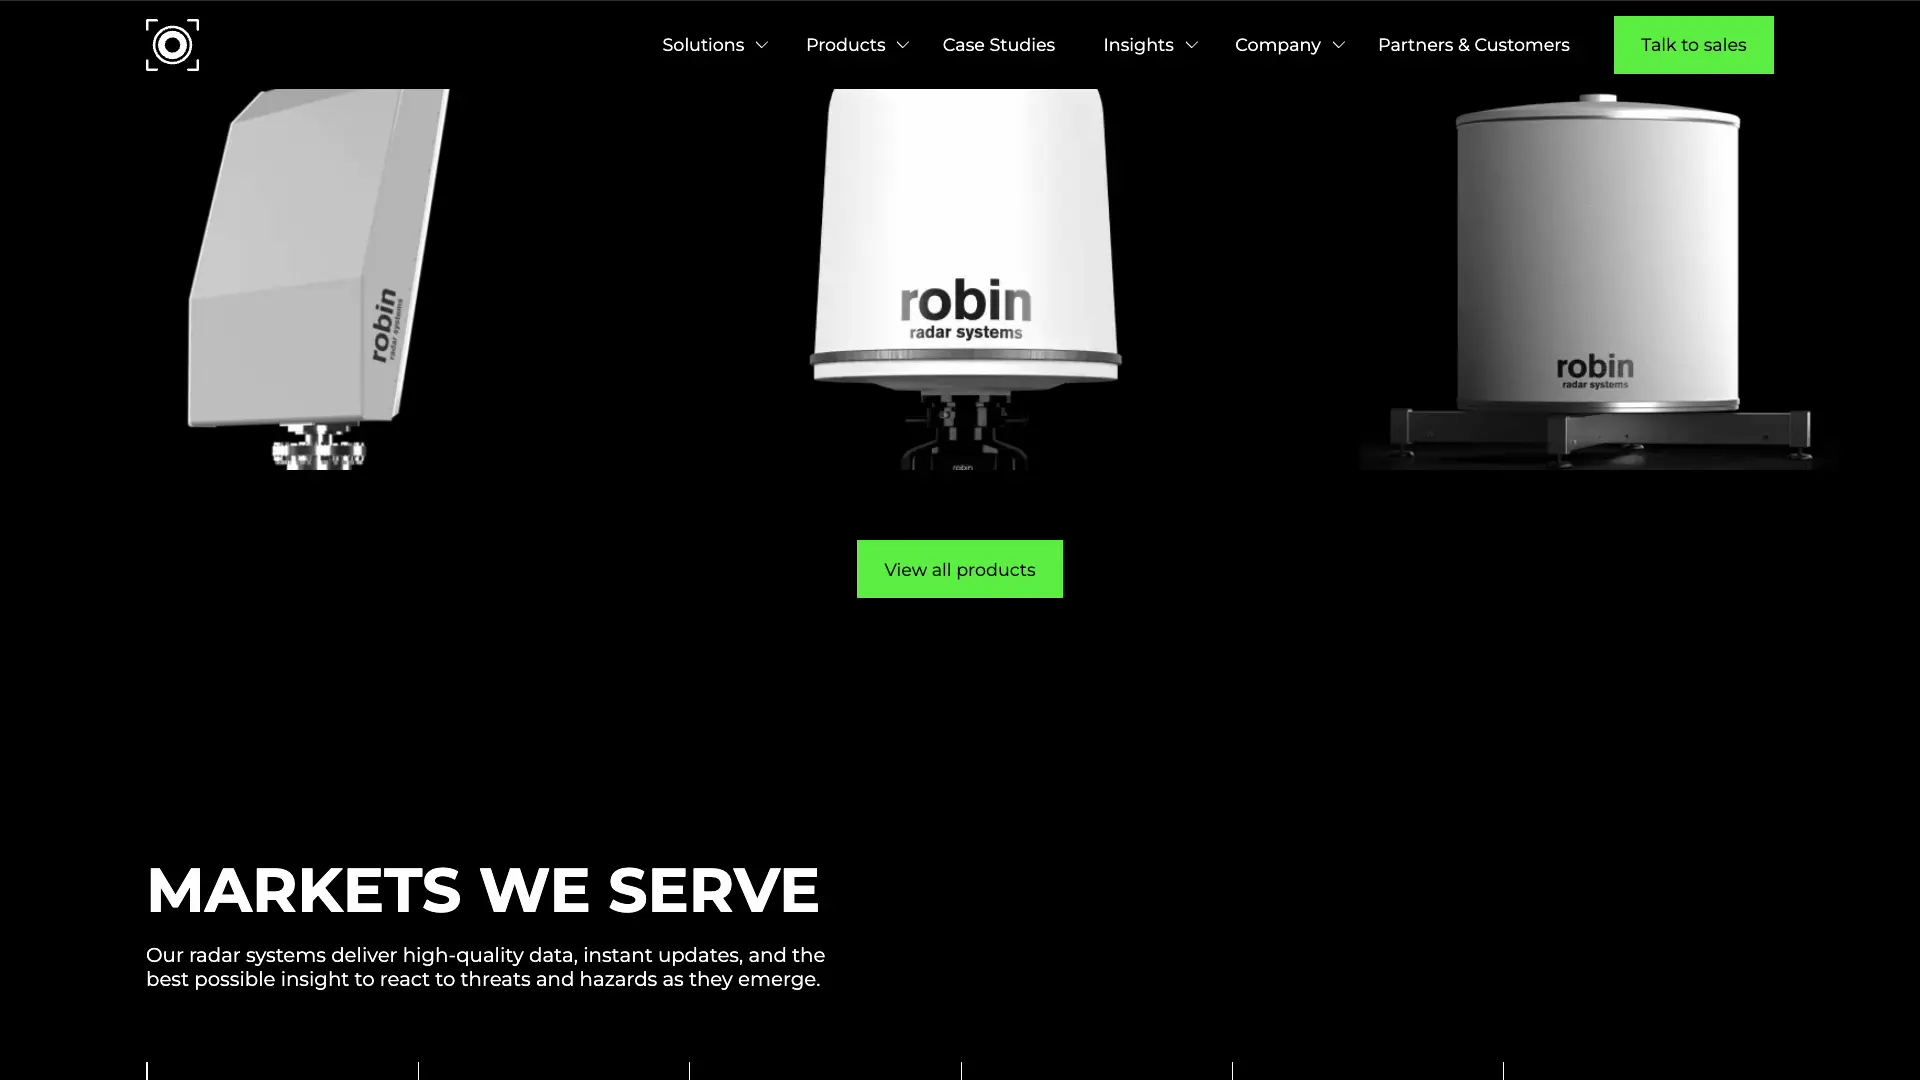 Solutions
Products
Case Studies
Insights
Company
Partners & Customers
Talk to sales
robin
radar systems
robin
radar systems
robin
robin
radar systems
View all products
MARKETS WE SERVE
Our radar systems deliver high-quality data, instant updates, and the
best possible insight to react to threats and hazards as they emerge.